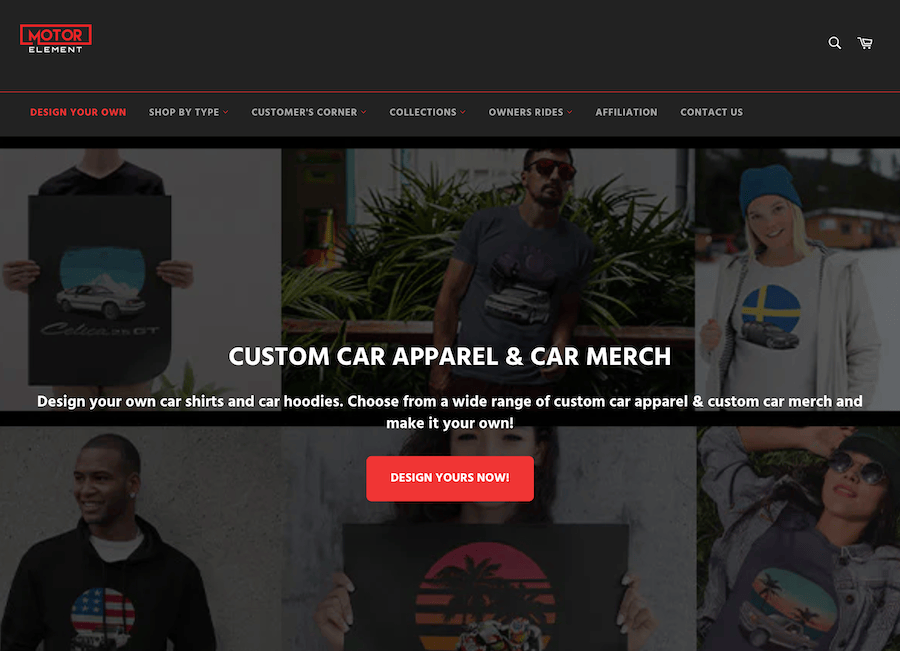 MOTOR
ELEMENT
DESIGN YOUR OWN SHOP BY TYPE CUSTOMER'S CORNER COLLECTIONS OWNERS RIDES AFFILIATION CONTACT US
Celica 2.5 GT
CUSTOM CAR APPAREL & CAR MERCH
Design your own car shirts and car hoodies. Choose from a wide range of custom car apparel & custom car merch and
make it your own!
DESIGN YOURS NOW!